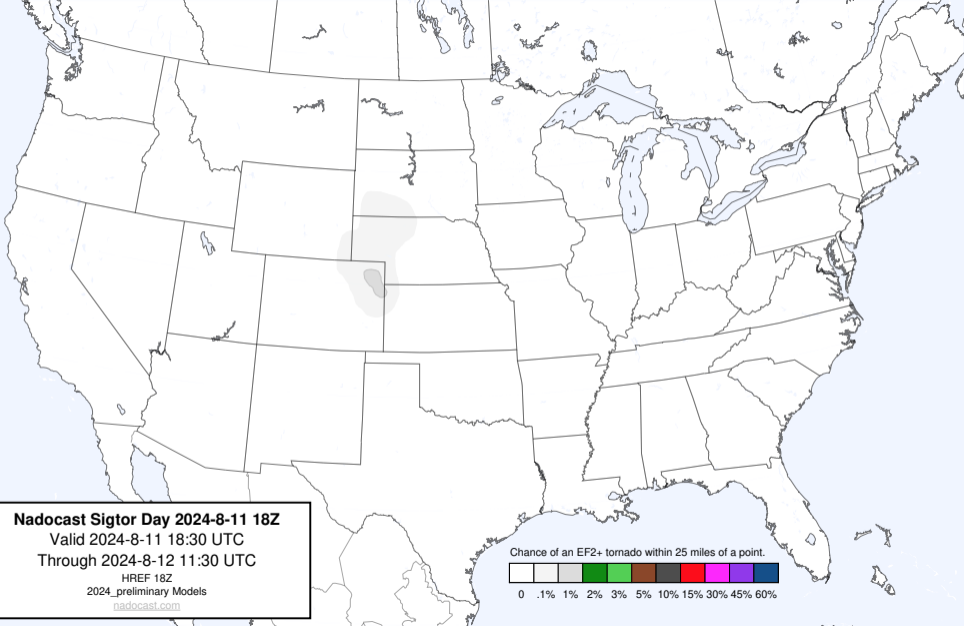 Nadocast Sigtor Day 2024-8-11 18Z
Valid 2024-8-11 18:30 UTC
Through 2024-8-12 11:30 UTC
HREF 18Z
2024_preliminary Models
nadocast.com
Chance of an EF2+ tornado within 25 miles of a point.
0 .1% 1% 2% 3% 5% 10% 15% 30% 45% 60%